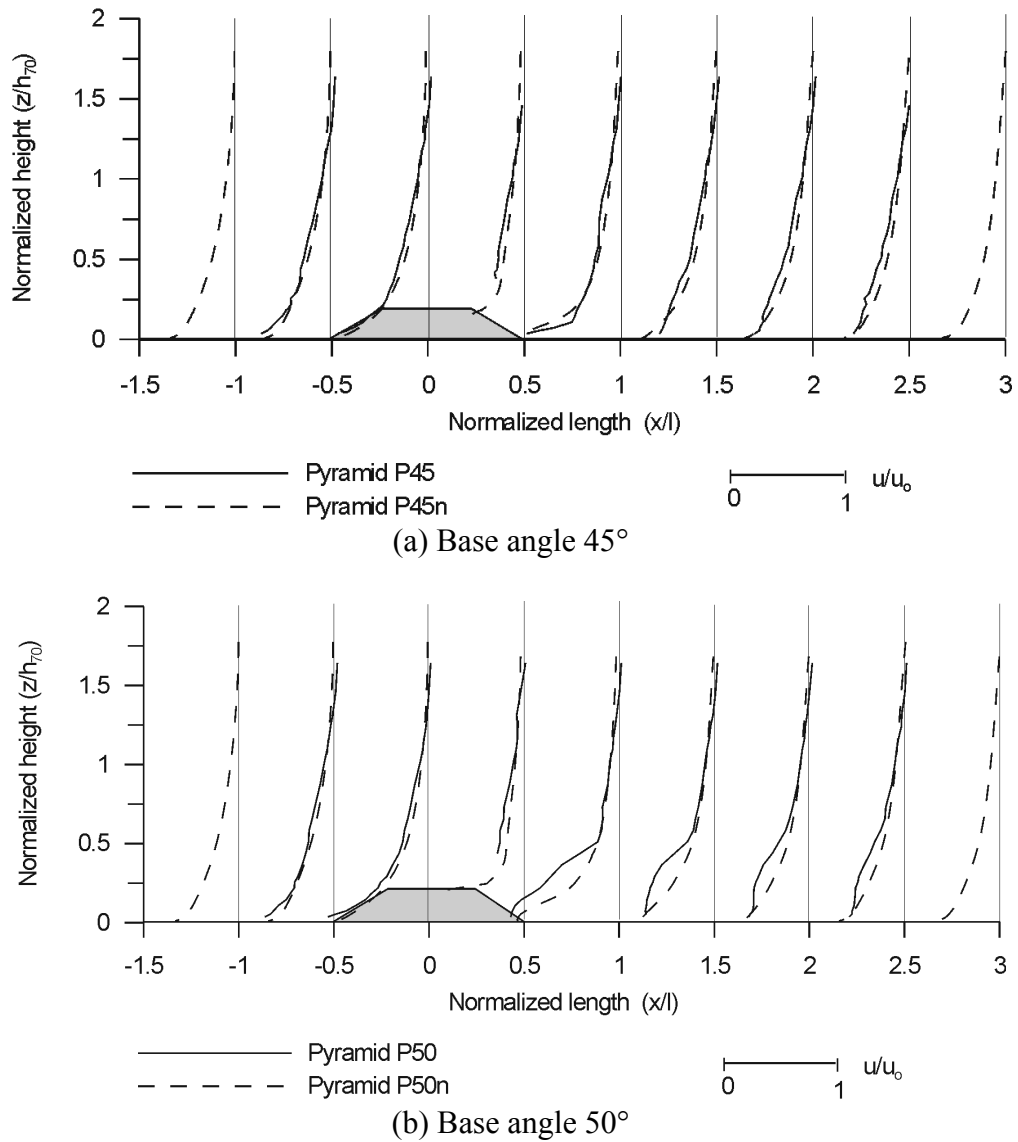 2
1.5
1
0.5
0
Normalized height (z/h70)
-1.5 -1 -0.5 0 0.5 1 1.5 2 2.5 3
Normalized length (x/l)
Pyramid P45
Pyramid P45n
0 1 u/uo
(a) Base angle 45°
2
1.5
1
0.5
0
Normalized height (z/h70)
-1.5 -1 -0.5 0 0.5 1 1.5 2 2.5 3
Normalized length (x/l)
Pyramid P50
Pyramid P50n
0 1 u/uo
(b) Base angle 50°